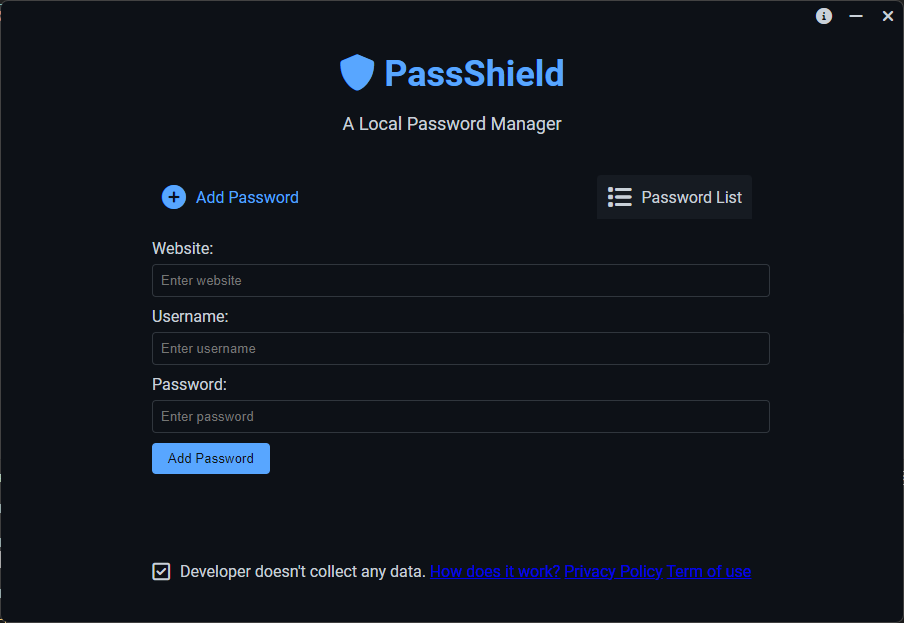 PassShield
A Local Password Manager
Add Password
Password List
Website:
Enter website
Username:
Enter username
Password:
Enter password
Add Password
Developer doesn't collect any data. How does it work? Privacy Policy Term of use